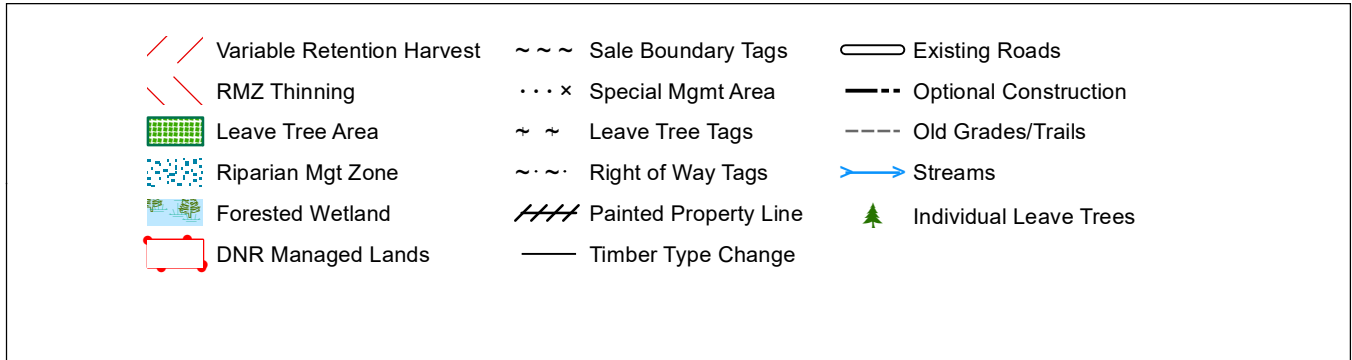 Variable Retention Harvest
RMZ Thinning
Leave Tree Area
Riparian Mgt Zone
Forested Wetland
DNR Managed Lands
Sale Boundary Tags
Special Mgmt Area
Leave Tree Tags
Right of Way Tags
Painted Property Line
Timber Type Change
Existing Roads
Optional Construction
Old Grades/Trails
Streams
Individual Leave Trees